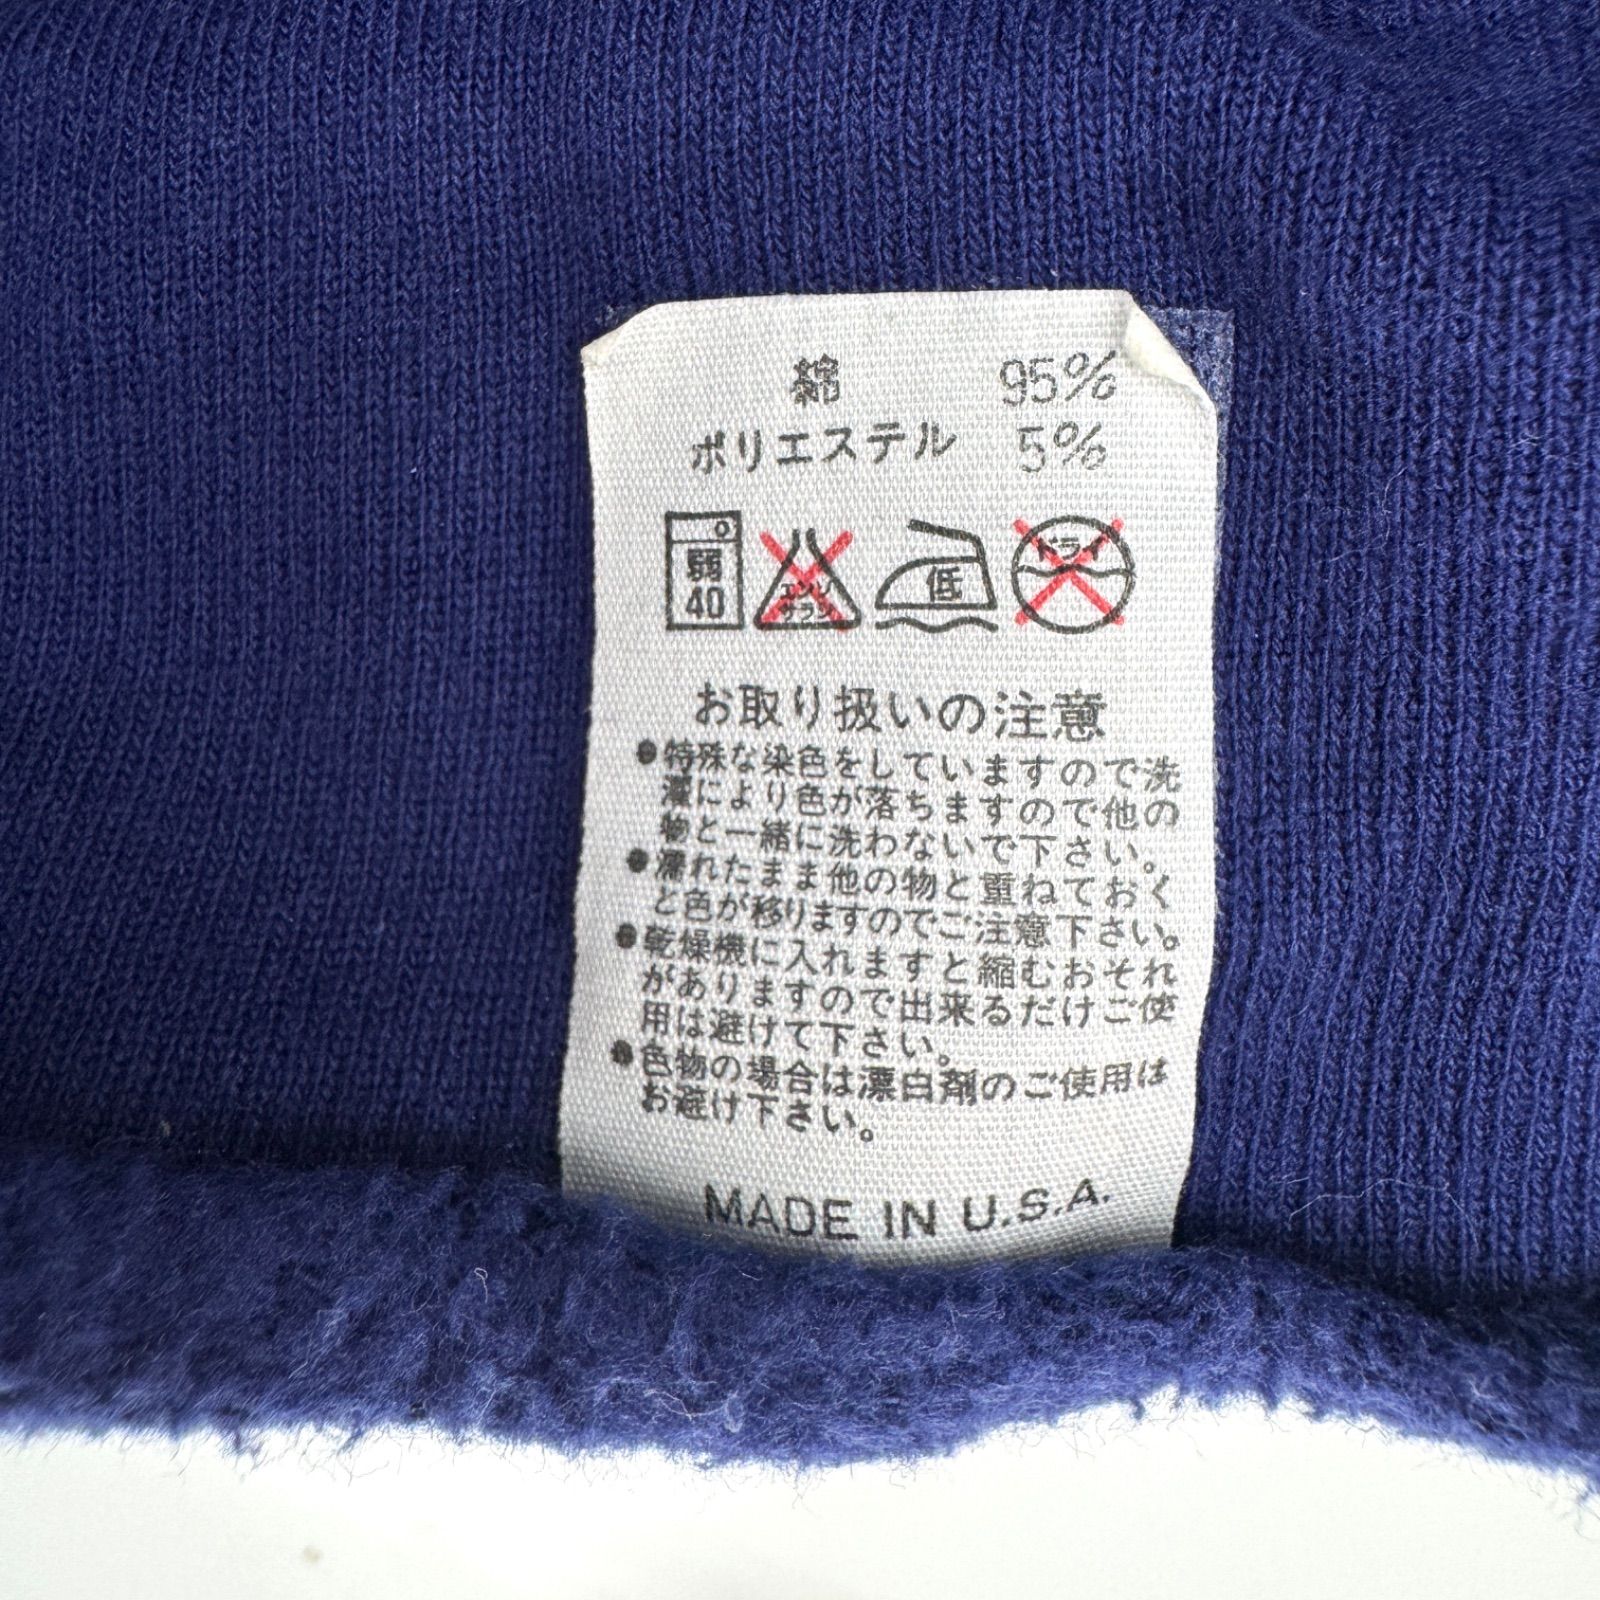 綿 95%
ポリエステル 5%
弱 40 エンソサラシ 低 ドライ
お取り扱いの注意
●特殊な染色をしていますので洗
濯により色が落ちますので他の
物と一緒に洗わないで下さい。
●濡れたまま他の物と重ねておく
と色が移りますのでご注意下さい。
●乾燥機に入れますと縮むおそれ
がありますので出来るだけご使
用は避けて下さい。
●色物の場合は漂白剤のご使用は
お避け下さい。
MADE IN U.S.A.